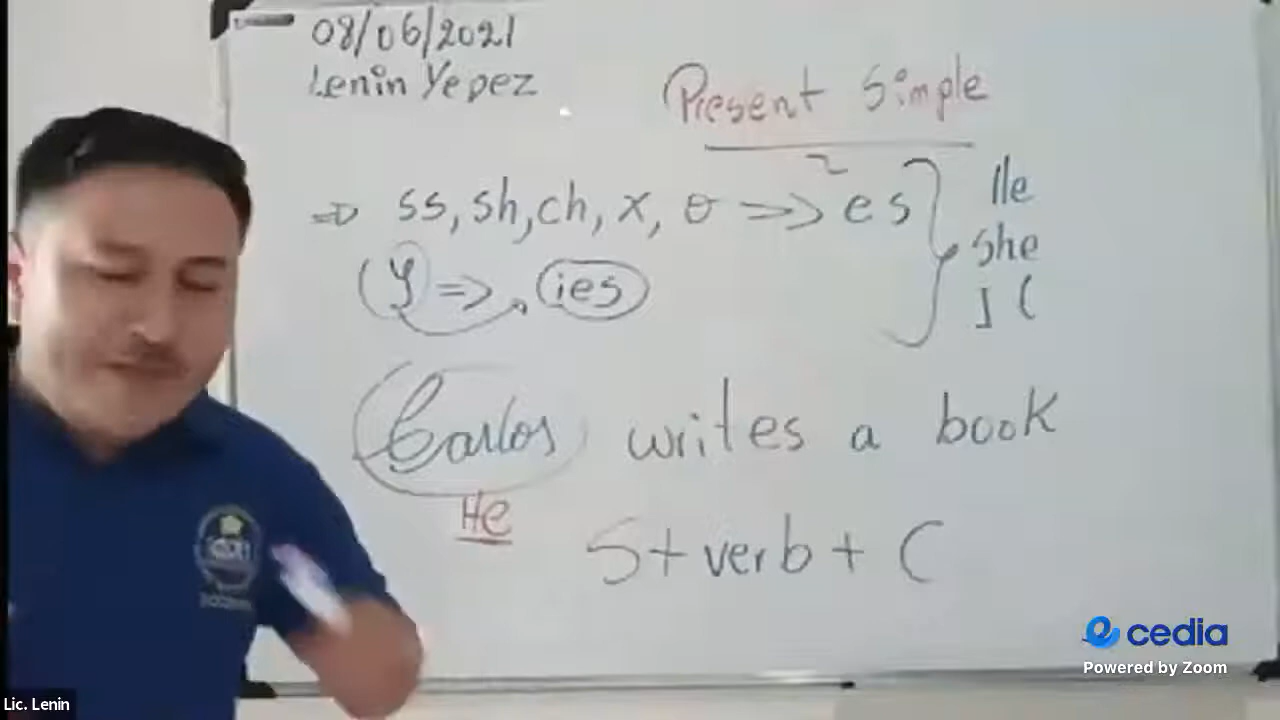 08/06/2021
Lenin Yepez
Present Simple
⇒ ss, sh, ch, x, o =>> es } He
she
y => ies
Carlos writes a book
He
S + verb + C
cedia
Powered by Zoom
Lic. Lenin